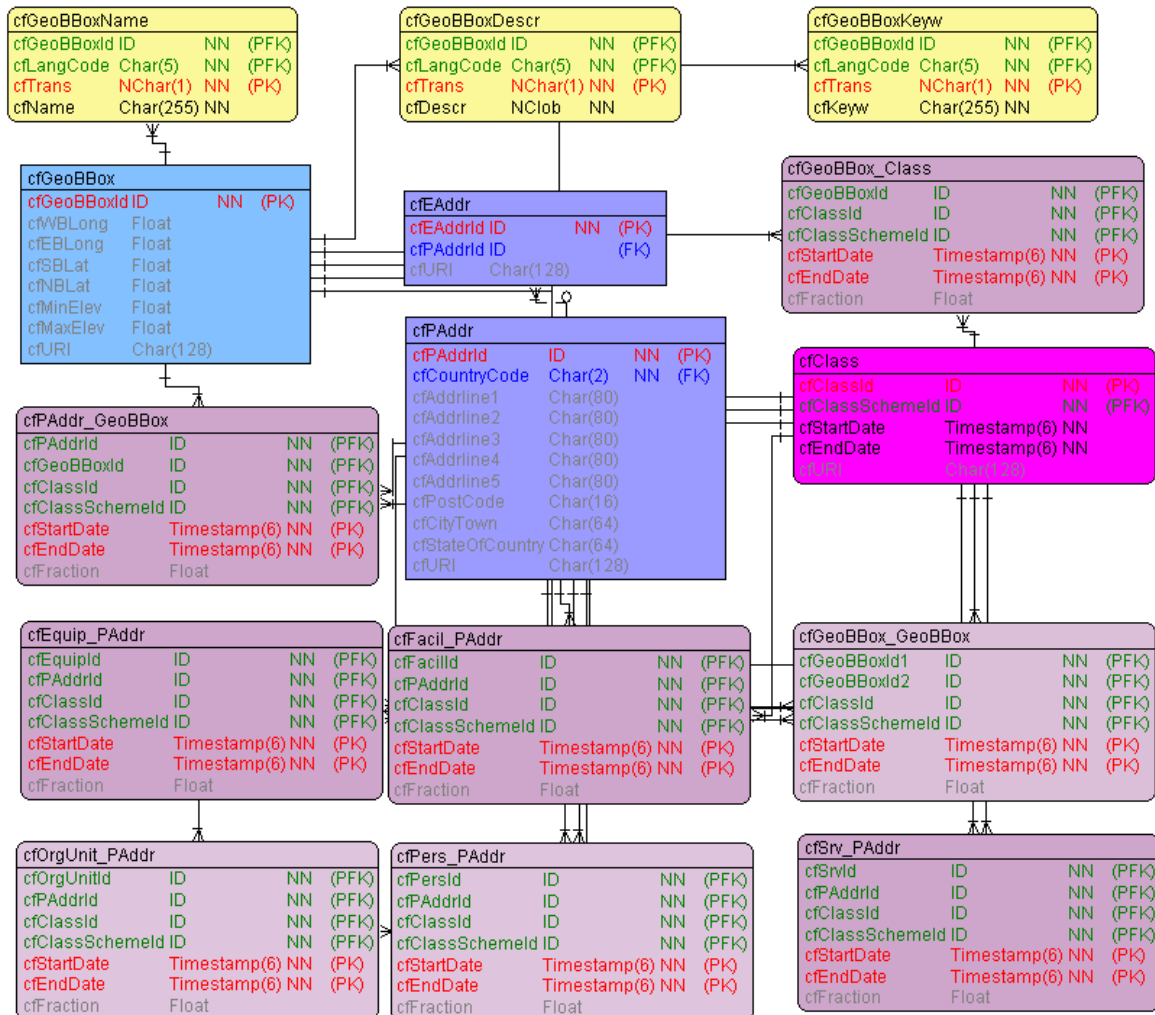 cfGeoBBoxName
cfGeoBBoxId ID NN (PFK)
cfLangCode Char(5) NN (PFK)
cfTrans NChar(1) NN (PK)
cfName Char(255) NN
cfGeoBBoxDescr
cfGeoBBoxId ID NN (PFK)
cfLangCode Char(5) NN (PFK)
cfTrans NChar(1) NN (PK)
cfDescr NClob NN
cfGeoBBoxKeyw
cfGeoBBoxId ID NN (PFK)
cfLangCode Char(5) NN (PFK)
cfTrans NChar(1) NN (PK)
cfKeyw Char(255) NN
cfGeoBBox
cfGeoBBoxId ID NN (PK)
cfWBLong Float
cfEBLong Float
cfSBLat Float
cfNBLat Float
cfMinElev Float
cfMaxElev Float
cfURI Char(128)
cfEAddr
cfEAddrId ID NN (PK)
cfPAddrId ID (FK)
cfURI Char(128)
cfGeoBBox_Class
cfGeoBBoxId ID NN (PFK)
cfClassId ID NN (PFK)
cfClassSchemeId ID NN (PFK)
cfStartDate Timestamp(6) NN (PK)
cfEndDate Timestamp(6) NN (PK)
cfFraction Float
cfPAddr
cfPAddrId ID NN (PK)
cfCountryCode Char(2) NN (FK)
cfAddrline1 Char(80)
cfAddrline2 Char(80)
cfAddrline3 Char(80)
cfAddrline4 Char(80)
cfAddrline5 Char(80)
cfPostCode Char(16)
cfCityTown Char(64)
cfStateOfCountry Char(64)
cfURI Char(128)
cfClass
cfClassId ID NN (PK)
cfClassSchemeId ID NN (PFK)
cfStartDate Timestamp(6) NN
cfEndDate Timestamp(6) NN
cfURI Char(128)
cfPAddr_GeoBBox
cfPAddrId ID NN (PFK)
cfGeoBBoxId ID NN (PFK)
cfClassId ID NN (PFK)
cfClassSchemeId ID NN (PFK)
cfStartDate Timestamp(6) NN (PK)
cfEndDate Timestamp(6) NN (PK)
cfFraction Float
cfEquip_PAddr
cfEquipId ID NN (PFK)
cfPAddrId ID NN (PFK)
cfClassId ID NN (PFK)
cfClassSchemeId ID NN (PFK)
cfStartDate Timestamp(6) NN (PK)
cfEndDate Timestamp(6) NN (PK)
cfFraction Float
cfFacil_PAddr
cfFacilId ID NN (PFK)
cfPAddrId ID NN (PFK)
cfClassId ID NN (PFK)
cfClassSchemeId ID NN (PFK)
cfStartDate Timestamp(6) NN (PK)
cfEndDate Timestamp(6) NN (PK)
cfFraction Float
cfGeoBBox_GeoBBox
cfGeoBBoxId1 ID NN (PFK)
cfGeoBBoxId2 ID NN (PFK)
cfClassId ID NN (PFK)
cfClassSchemeId ID NN (PFK)
cfStartDate Timestamp(6) NN (PK)
cfEndDate Timestamp(6) NN (PK)
cfFraction Float
cfOrgUnit_PAddr
cfOrgUnitId ID NN (PFK)
cfPAddrId ID NN (PFK)
cfClassId ID NN (PFK)
cfClassSchemeId ID NN (PFK)
cfStartDate Timestamp(6) NN (PK)
cfEndDate Timestamp(6) NN (PK)
cfFraction Float
cfPers_PAddr
cfPersId ID NN (PFK)
cfPAddrId ID NN (PFK)
cfClassId ID NN (PFK)
cfClassSchemeId ID NN (PFK)
cfStartDate Timestamp(6) NN (PK)
cfEndDate Timestamp(6) NN (PK)
cfFraction Float
cfSrv_PAddr
cfSrvId ID NN (PFK)
cfPAddrId ID NN (PFK)
cfClassId ID NN (PFK)
cfClassSchemeId ID NN (PFK)
cfStartDate Timestamp(6) NN (PK)
cfEndDate Timestamp(6) NN (PK)
cfFraction Float